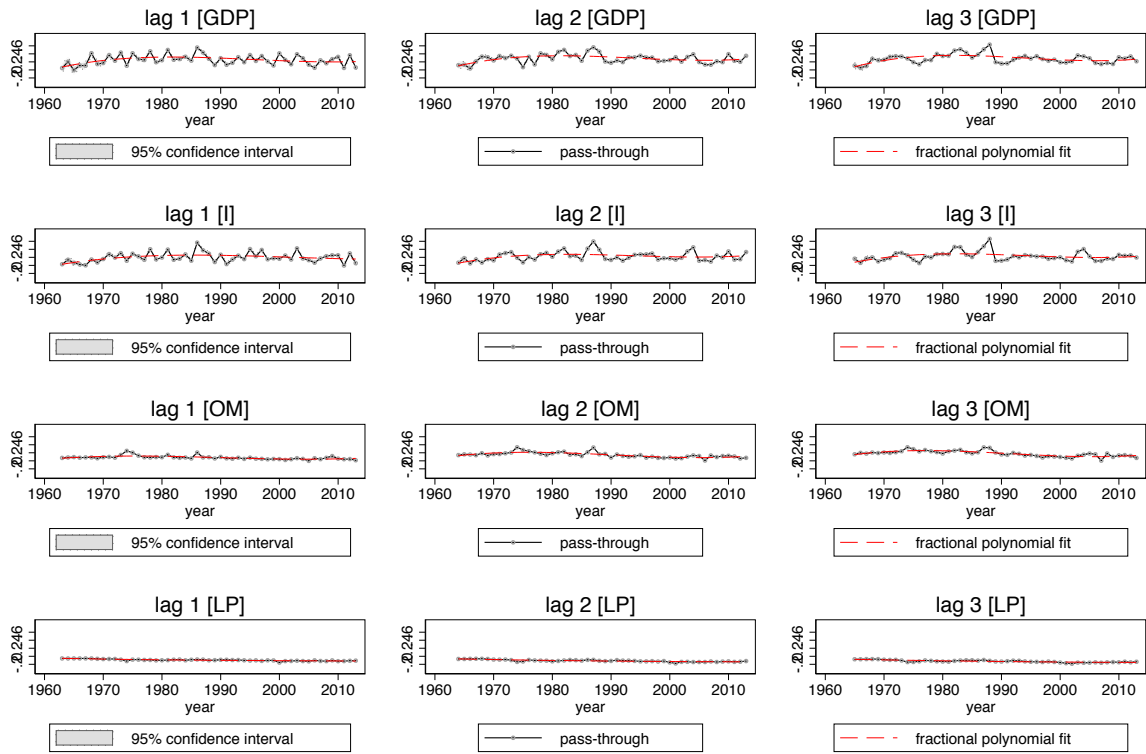 lag 1 [GDP] lag 2 [GDP] lag 3 [GDP]
1960 1970 1980 1990 2000 2010 1960 1970 1980 1990 2000 2010 1960 1970 1980 1990 2000 2010
year year year
95% confidence interval pass-through fractional polynomial fit
lag 1 [I] lag 2 [I] lag 3 [I]
1960 1970 1980 1990 2000 2010 1960 1970 1980 1990 2000 2010 1960 1970 1980 1990 2000 2010
year year year
95% confidence interval pass-through fractional polynomial fit
lag 1 [OM] lag 2 [OM] lag 3 [OM]
1960 1970 1980 1990 2000 2010 1960 1970 1980 1990 2000 2010 1960 1970 1980 1990 2000 2010
year year year
95% confidence interval pass-through fractional polynomial fit
lag 1 [LP] lag 2 [LP] lag 3 [LP]
1960 1970 1980 1990 2000 2010 1960 1970 1980 1990 2000 2010 1960 1970 1980 1990 2000 2010
year year year
95% confidence interval pass-through fractional polynomial fit